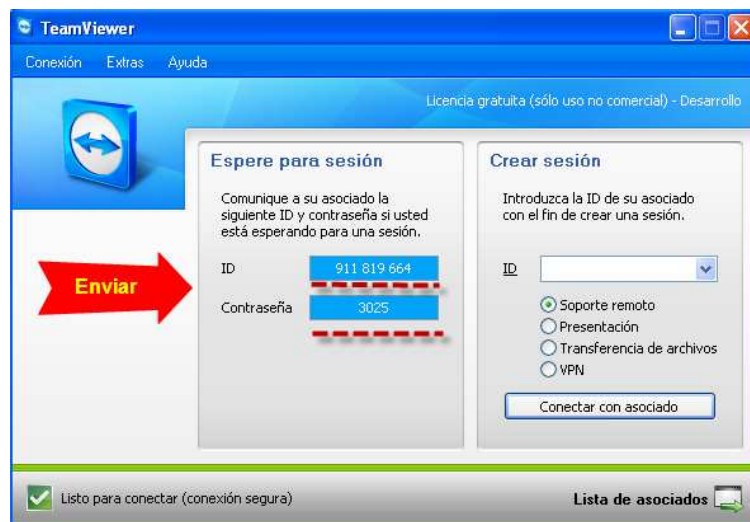 TeamViewer
Conexión Extras Ayuda
Licencia gratuita (sólo uso no comercial) - Desarrollo
Espere para sesión
Comunique a su asociado la
siguiente ID y contraseña si usted
está esperando para una sesión.
ID 911 819 664
Contraseña 3025
Enviar
Crear sesión
Introduzca la ID de su asociado
con el fin de crear una sesión.
ID
Soporte remoto
Presentación
Transferencia de archivos
VPN
Conectar con asociado
Listo para conectar (conexión segura)
Lista de asociados